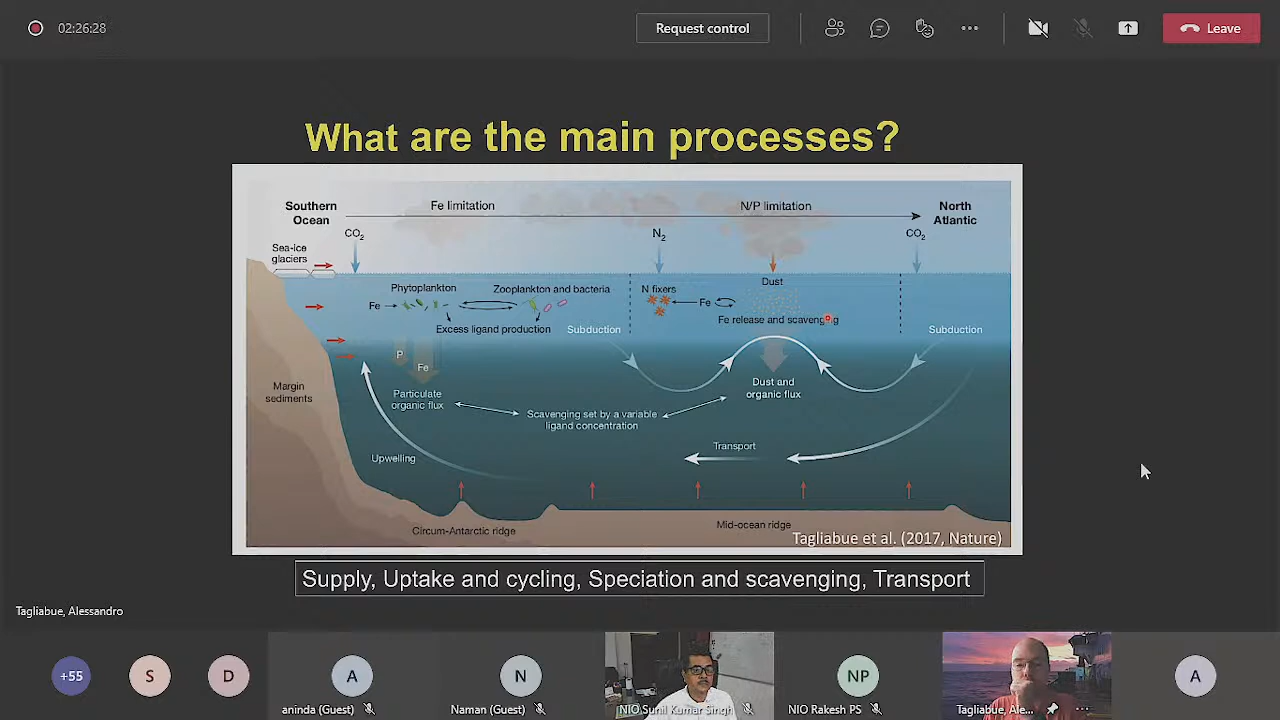 02:26:28
Request control
Leave
What are the main processes?
Southern
Ocean
Fe limitation
N/P limitation
North
Atlantic
CO2
N2
CO2
Sea-ice
glaciers
Phytoplankton
Zooplankton and bacteria
N fixers
Dust
Fe
Fe
Excess ligand production
Subduction
Fe release and scavenging
Subduction
P
Fe
Margin
sediments
Particulate
organic flux
Dust and
organic flux
Scavenging set by a variable
ligand concentration
Transport
Upwelling
Circum-Antarctic ridge
Mid-ocean ridge
Tagliabue et al. (2017, Nature)
Supply, Uptake and cycling, Speciation and scavenging, Transport
Tagliabue, Alessandro
+55
S
D
A
N
NP
A
aninda (Guest)
Naman (Guest)
NIO Sunil Kumar Singh
NIO Rakesh PS
Tagliabue, Ale...